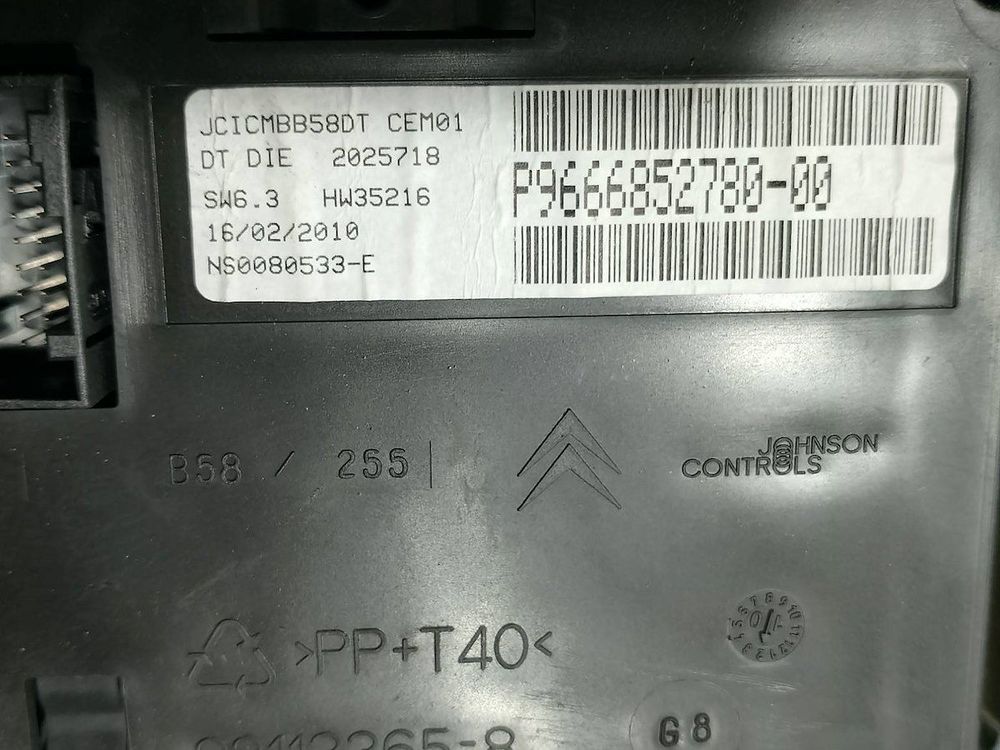 JCICMBB58DT CEM01
DT DIE 2025718
SW6.3 HW35216
16/02/2010
NS0080533-E
P9666852780-00
B58 / 255
JOHNSON
CONTROLS
>PP+T40<
G8